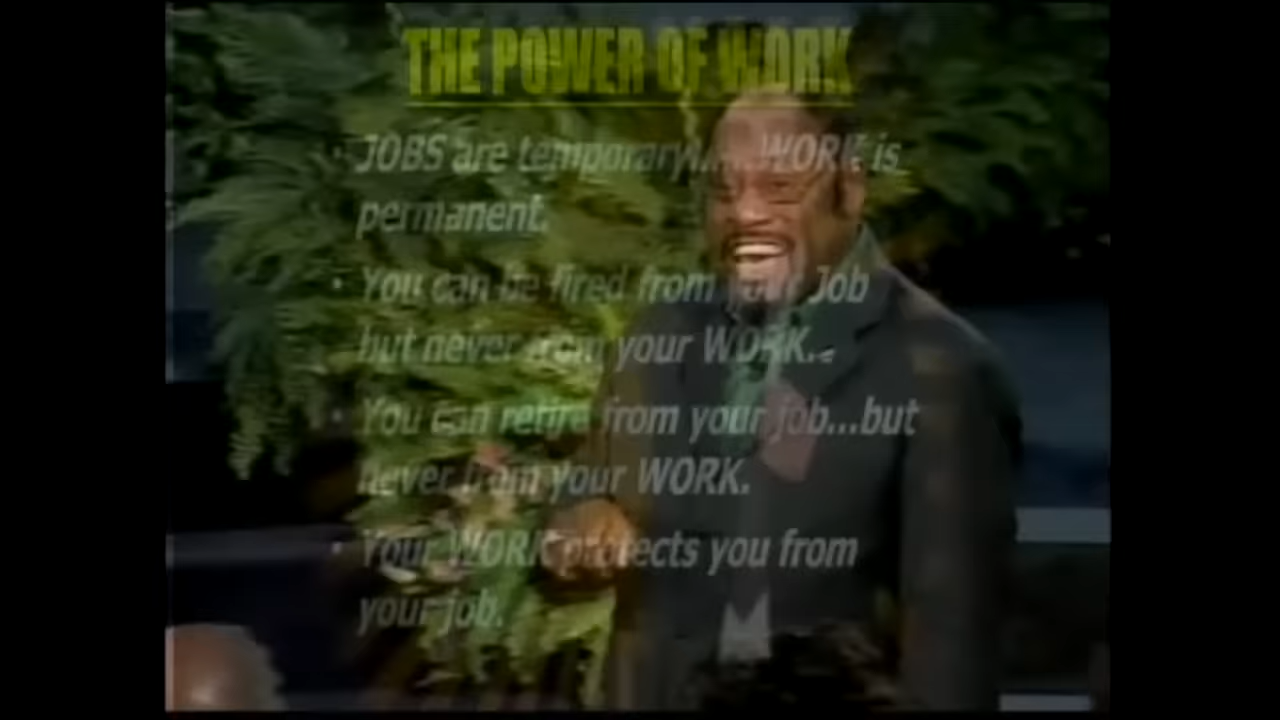 THE POWER OF WORK
• JOBS are temporary.... WORK is
permanent.
• You can be fired from your Job
but never from your WORK..
• You can retire from your job...but
never from your WORK.
• Your WORK protects you from
your job.